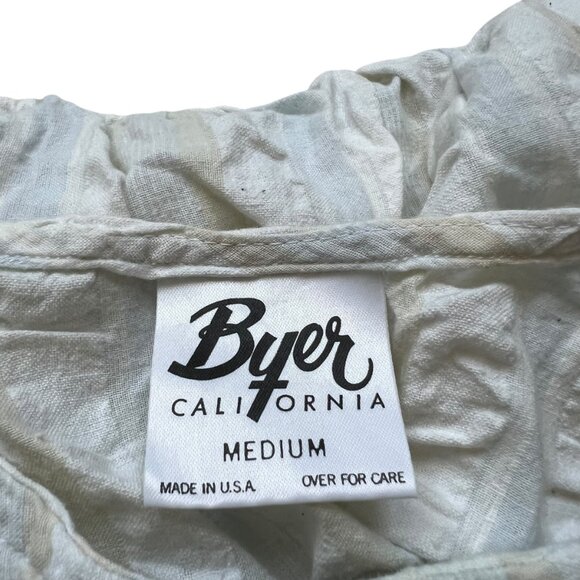 Byer
CALIFORNIA
MEDIUM
MADE IN U.S.A. OVER FOR CARE